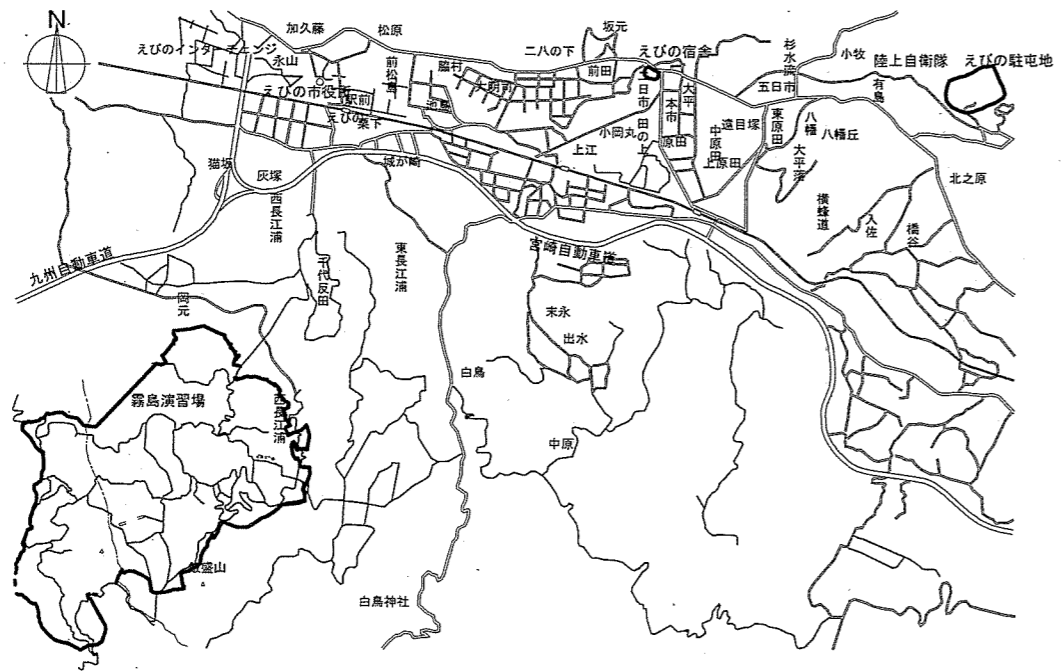 N
加久藤
松原
坂元
えびのインターチェンジ
永山
えびの市役所
駅前
えびの
栗下
前松島
脇村
池島
大明司
二八の下
前田
えびの宿舎
杉水流
小牧
陸上自衛隊 えびの駐屯地
五日市
有島
大平
本市
原田
田の上
小岡丸
上江
中原田
上原田
遠目塚
東原田
八幡
八幡丘
大平落
北之原
横峰道
入佐
橋谷
猫坂
灰塚
西長江浦
城が崎
東長江浦
九州自動車道
宮崎自動車道
岡元
千代反田
末永
出水
白鳥
中原
霧島演習場
西長江浦
飯盛山
白鳥神社